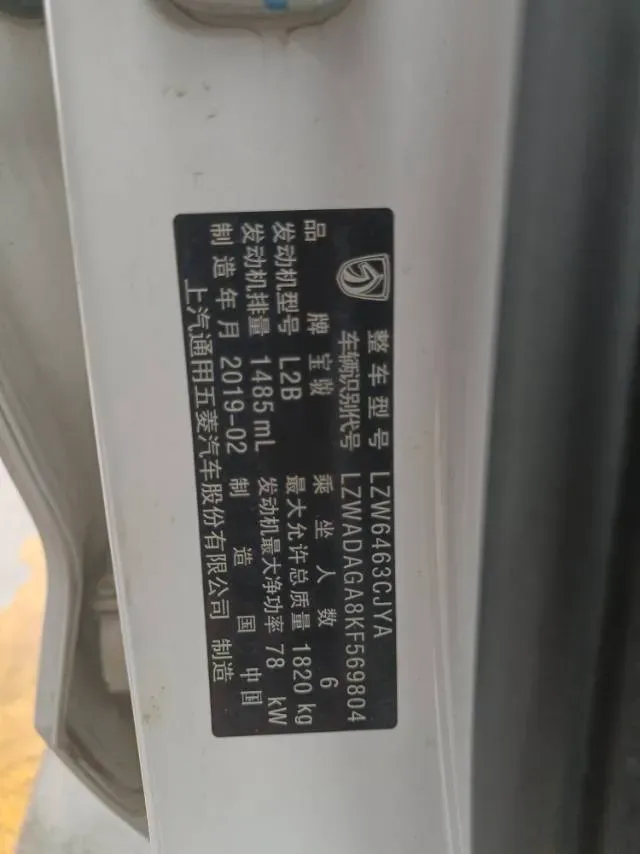 整车型号 LZW6463CJYA
车辆识别代号 LZWADAGA8KF569804
品牌 宝骏 乘坐人数 6
发动机型号 L2B 最大允许总质量 1820 kg
发动机排量 1485 mL 发动机最大净功率 78 kW
制造年月 2019-02 制造国 中国
上汽通用五菱汽车股份有限公司 制造